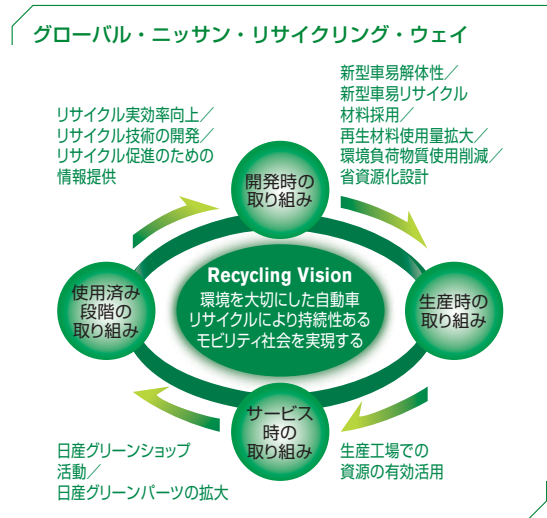 グローバル・ニッサン・リサイクリング・ウェイ
リサイクル実効率向上／
リサイクル技術の開発／
リサイクル促進のための
情報提供
新型車易解体性／
新型車易リサイクル
材料採用／
再生材料使用量拡大／
環境負荷物質使用削減／
省資源化設計
開発時の
取り組み
使用済み
段階の
取り組み
Recycling Vision
環境を大切にした自動車
リサイクルにより持続性ある
モビリティ社会を実現する
生産時の
取り組み
サービス
時の
取り組み
日産グリーンショップ
活動／
日産グリーンパーツの拡大
生産工場での
資源の有効活用